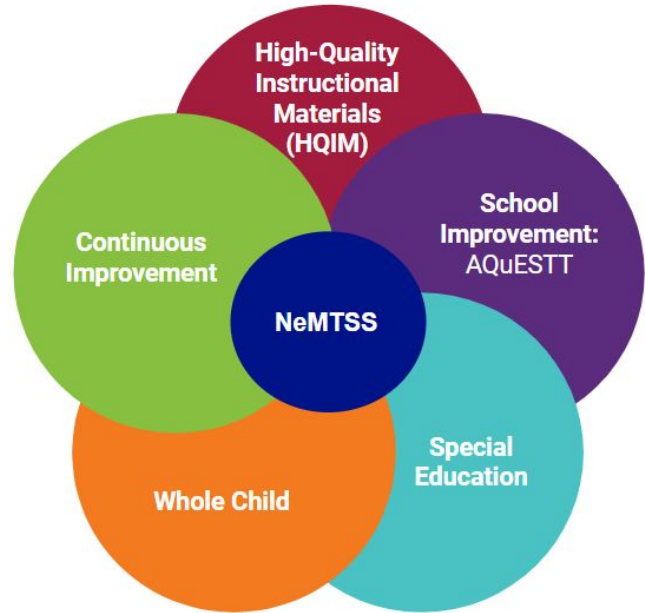 High-Quality
Instructional
Materials
(HQIM)
School
Improvement:
AQuESTT
Continuous
Improvement
NeMTSS
Special
Education
Whole Child